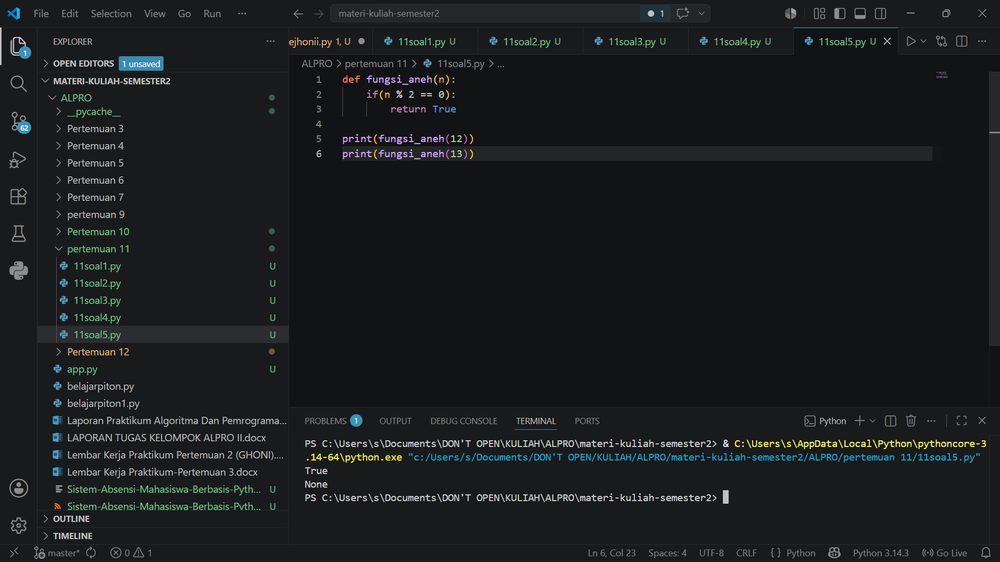 File Edit Selection View Go Run ···
materi-kuliah-semester2
1
EXPLORER
1
62
OPEN EDITORS 1 unsaved
MATERI-KULIAH-SEMESTER2
ALPRO
__pycache__
Pertemuan 3
Pertemuan 4
Pertemuan 5
Pertemuan 6
Pertemuan 7
pertemuan 9
Pertemuan 10
pertemuan 11
11soal1.py U
11soal2.py U
11soal3.py U
11soal4.py U
11soal5.py U
Pertemuan 12
app.py U
belajarpiton.py
belajarpiton1.py
Laporan Praktikum Algoritma Dan Pemrograma...
LAPORAN TUGAS KELOMPOK ALPRO II.docx
Lembar Kerja Praktikum Pertemuan 2 (GHONI)....
Lembar Kerja Praktikum-Pertemuan 3.docx
Sistem-Absensi-Mahasiswa-Berbasis-Pyth... U
Sistem-Absensi-Mahasiswa-Berbasis-Pyth... U
OUTLINE
TIMELINE
ejhonii.py 1, U
11soal1.py U
11soal2.py U
11soal3.py U
11soal4.py U
11soal5.py U
ALPRO > pertemuan 11 > 11soal5.py > ...
1 def fungsi_aneh(n):
2 if(n % 2 == 0):
3 return True
4
5 print(fungsi_aneh(12))
6 print(fungsi_aneh(13))
PROBLEMS 1 OUTPUT DEBUG CONSOLE TERMINAL PORTS
Python
PS C:\Users\s\Documents\DON'T OPEN\KULIAH\ALPRO\materi-kuliah-semester2> & C:\Users\s\AppData\Local\Python\pythoncore-3
.14-64\python.exe "c:/Users/s/Documents/DON'T OPEN/KULIAH/ALPRO/materi-kuliah-semester2/ALPRO/pertemuan 11/11soal5.py"
True
None
PS C:\Users\s\Documents\DON'T OPEN\KULIAH\ALPRO\materi-kuliah-semester2>
master* 0 1
Ln 6, Col 23 Spaces: 4 UTF-8 CRLF { } Python Python 3.14.3 Go Live